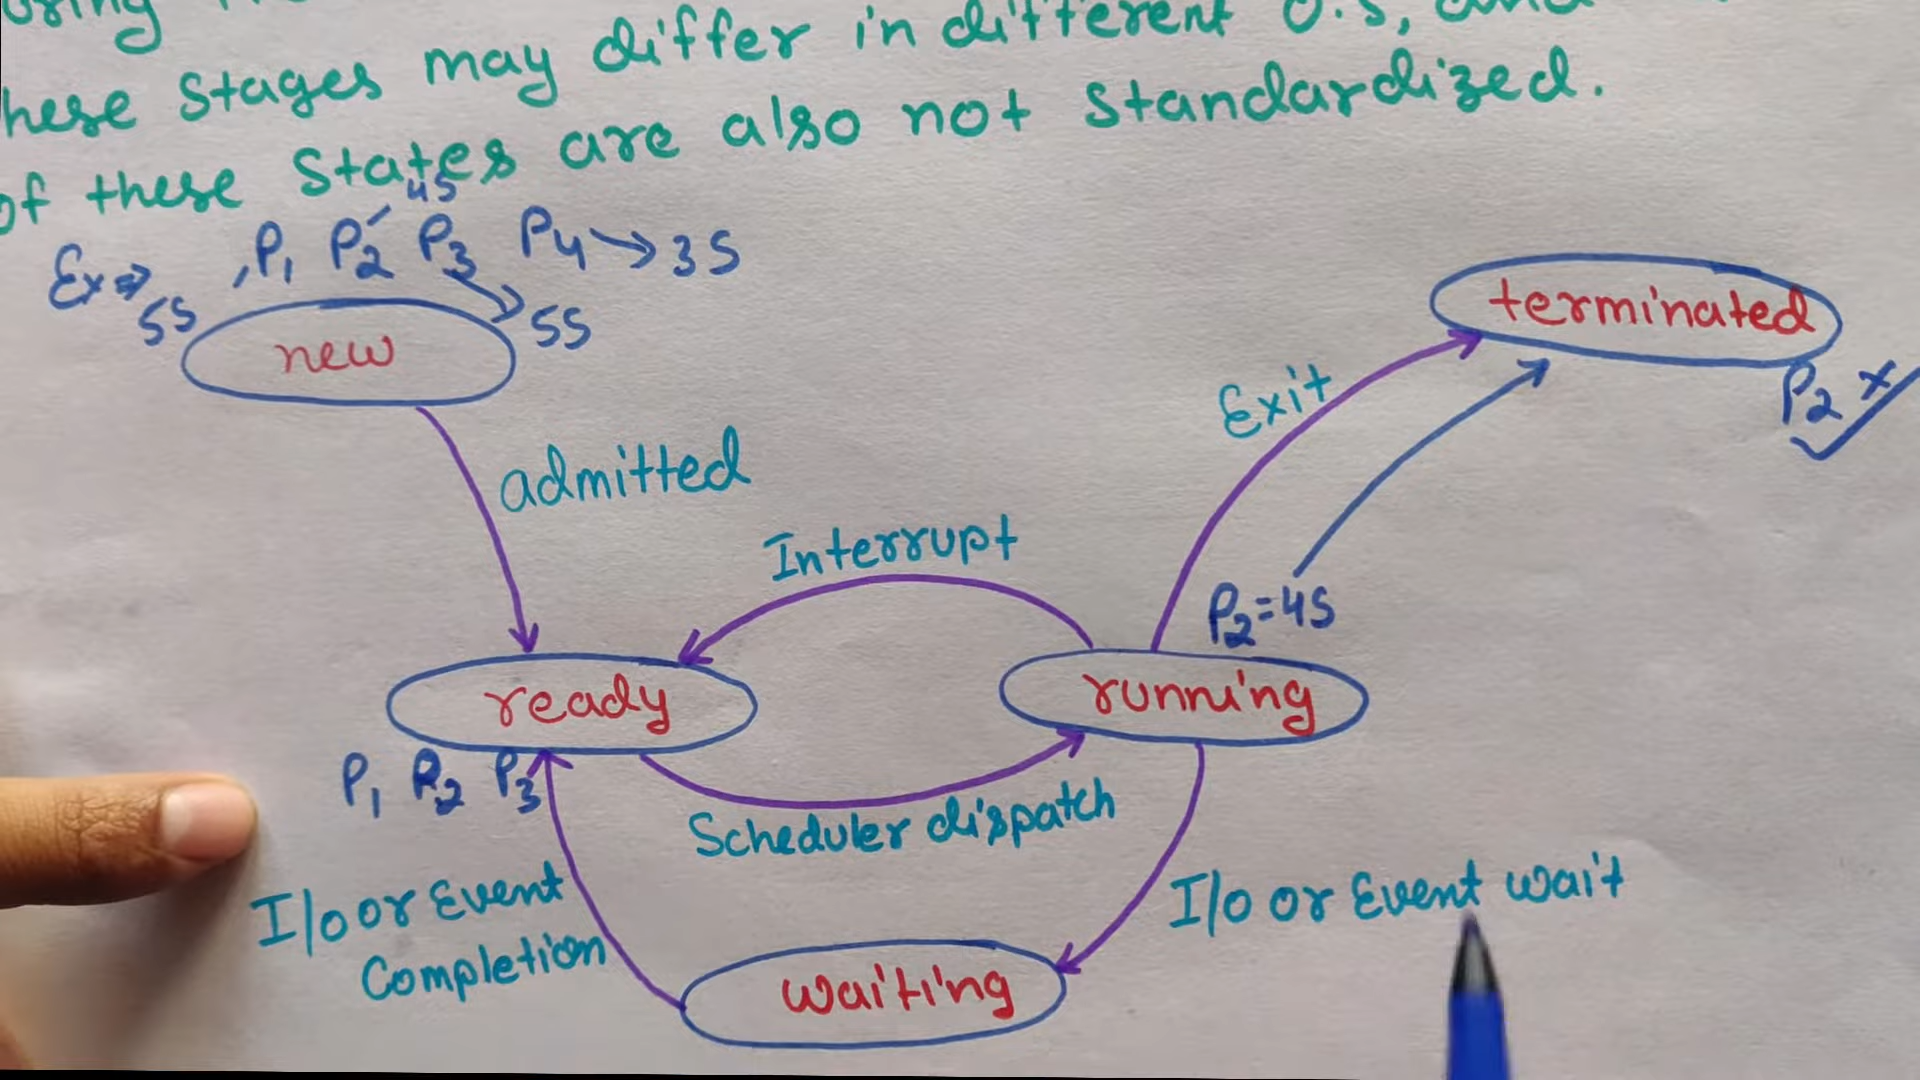 hese Stages may differ in different O.S,
of these States are also not standardized.
4S
Ex⇒ , P1 P2 P3 P4 → 3S
5S
5S
new
terminated
P2 ×
Exit
admitted
Interrupt
P2=4S
ready
running
P1 P2 P3
Scheduler dispatch
I/o or Event wait
I/o or Event
Completion
waiting